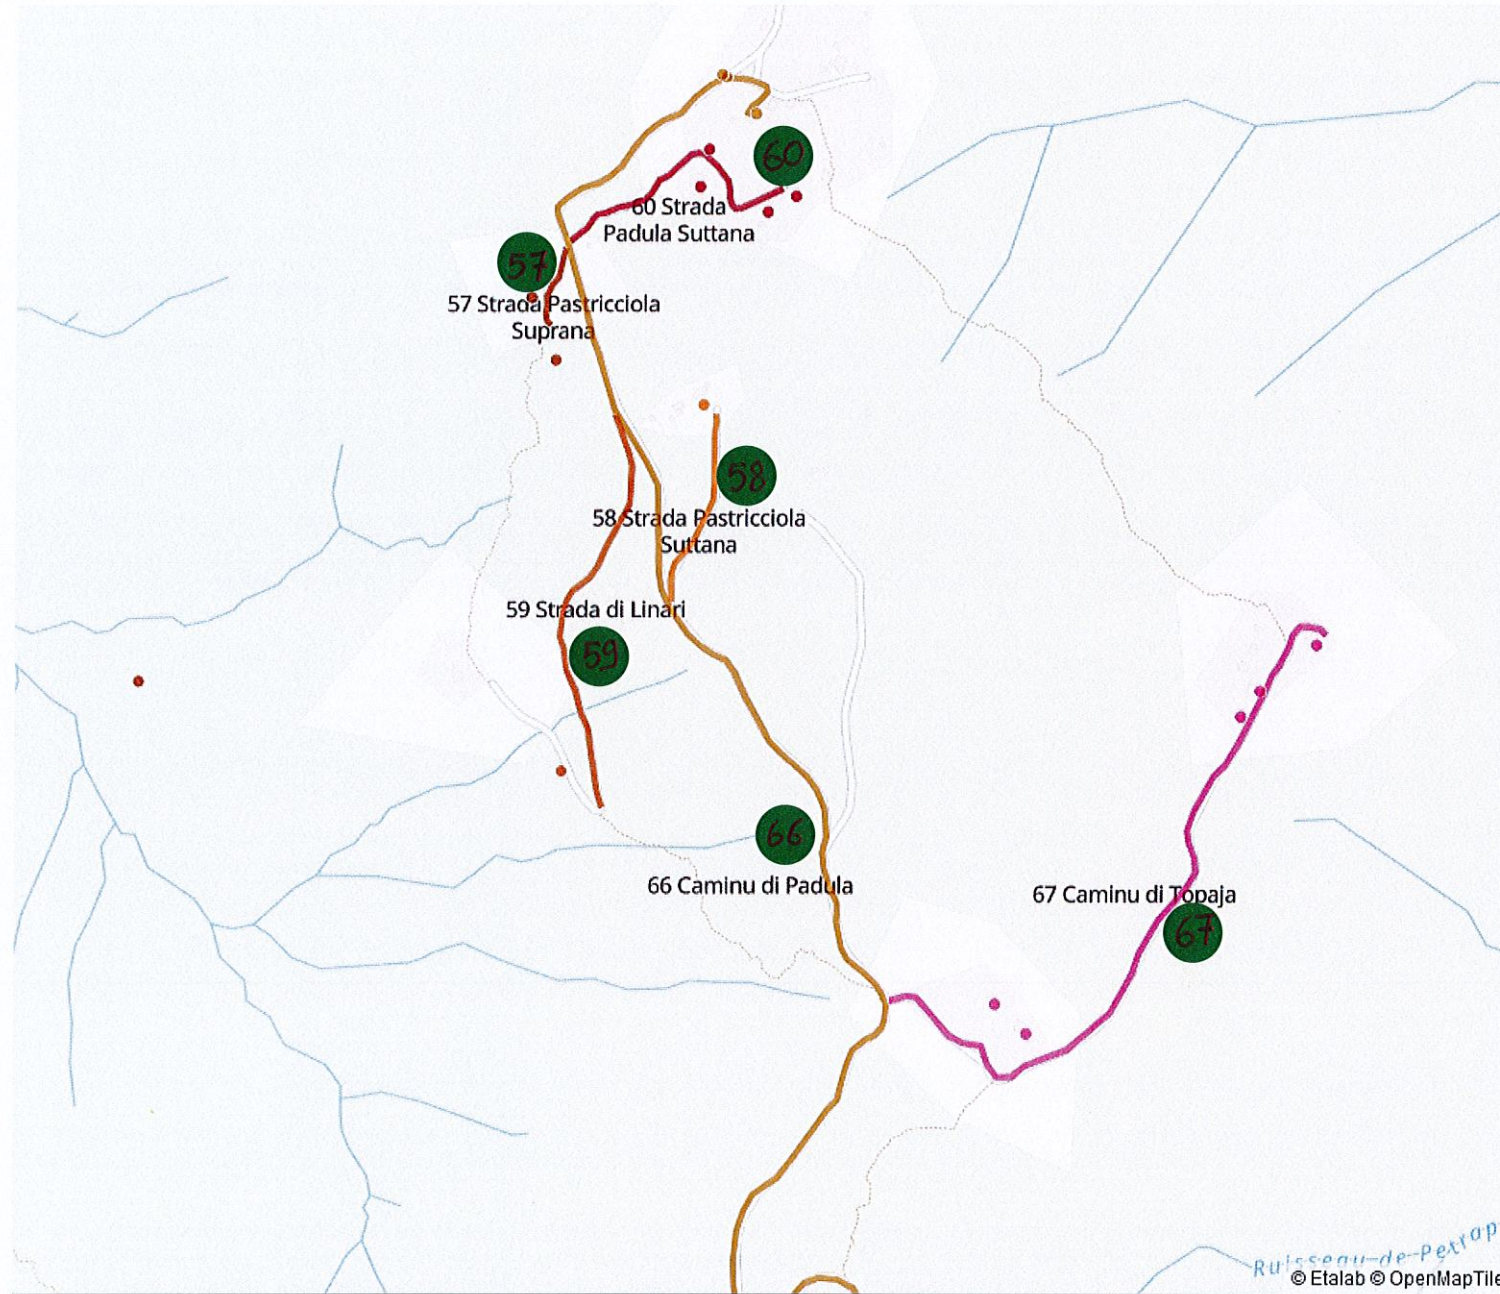 60
60 Strada
Padula Suttana
57
57 Strada Pastricciola
Suprana
58
58 Strada Pastricciola
Suttana
59 Strada di Linari
59
66
66 Caminu di Padula
67 Caminu di Topaja
67
Ruisseau-de-Petrap
© Etalab © OpenMapTile